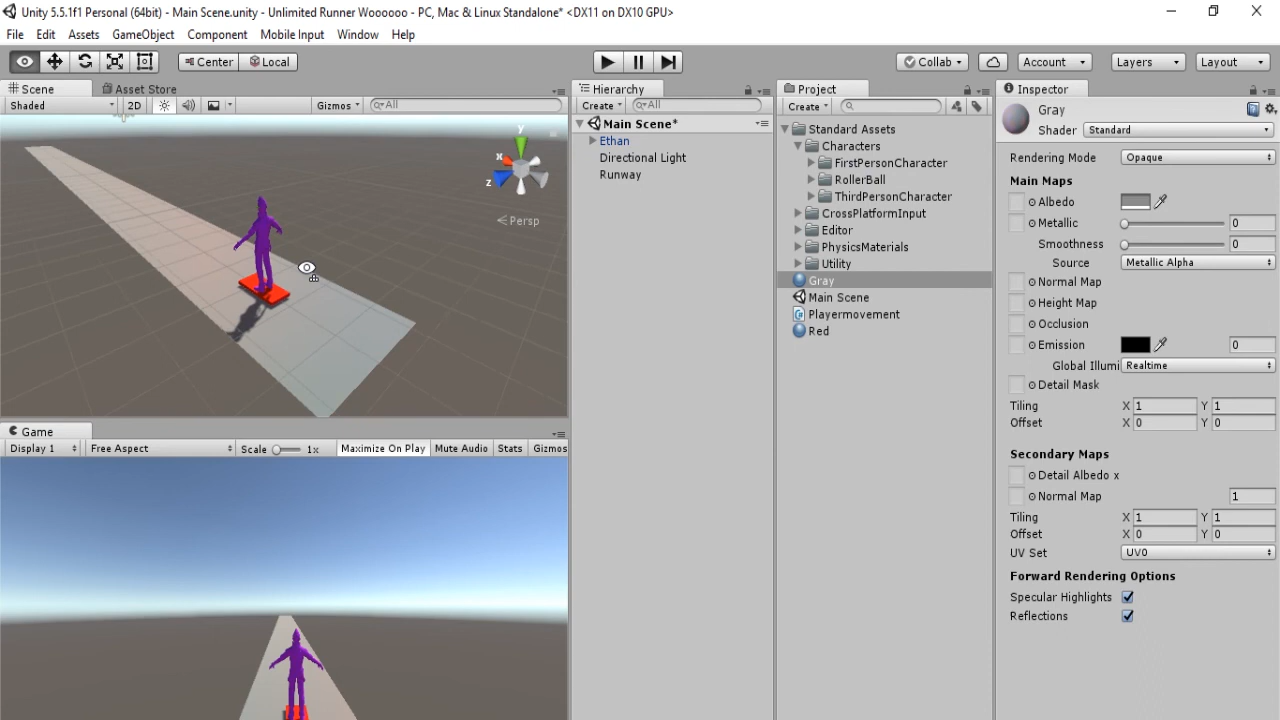 Unity 5.5.1f1 Personal (64bit) - Main Scene.unity - Unlimited Runner Woooooo - PC, Mac & Linux Standalone* <DX11 on DX10 GPU>
File Edit Assets GameObject Component Mobile Input Window Help
Center Local Collab Account Layers Layout
Scene Asset Store
Shaded 2D Gizmos All
y
x
z
Persp
Game
Display 1 Free Aspect Scale 1x Maximize On Play Mute Audio Stats Gizmos
Hierarchy
Create All
Main Scene*
Ethan
Directional Light
Runway
Project
Create
Standard Assets
Characters
FirstPersonCharacter
RollerBall
ThirdPersonCharacter
CrossPlatformInput
Editor
PhysicsMaterials
Utility
Gray
Main Scene
Playermovement
Red
Inspector
Gray
Shader Standard
Rendering Mode Opaque
Main Maps
Albedo
Metallic 0
Smoothness 0
Source Metallic Alpha
Normal Map
Height Map
Occlusion
Emission 0
Global Illumi Realtime
Detail Mask
Tiling X 1 Y 1
Offset X 0 Y 0
Secondary Maps
Detail Albedo x
Normal Map 1
Tiling X 1 Y 1
Offset X 0 Y 0
UV Set UV0
Forward Rendering Options
Specular Highlights
Reflections